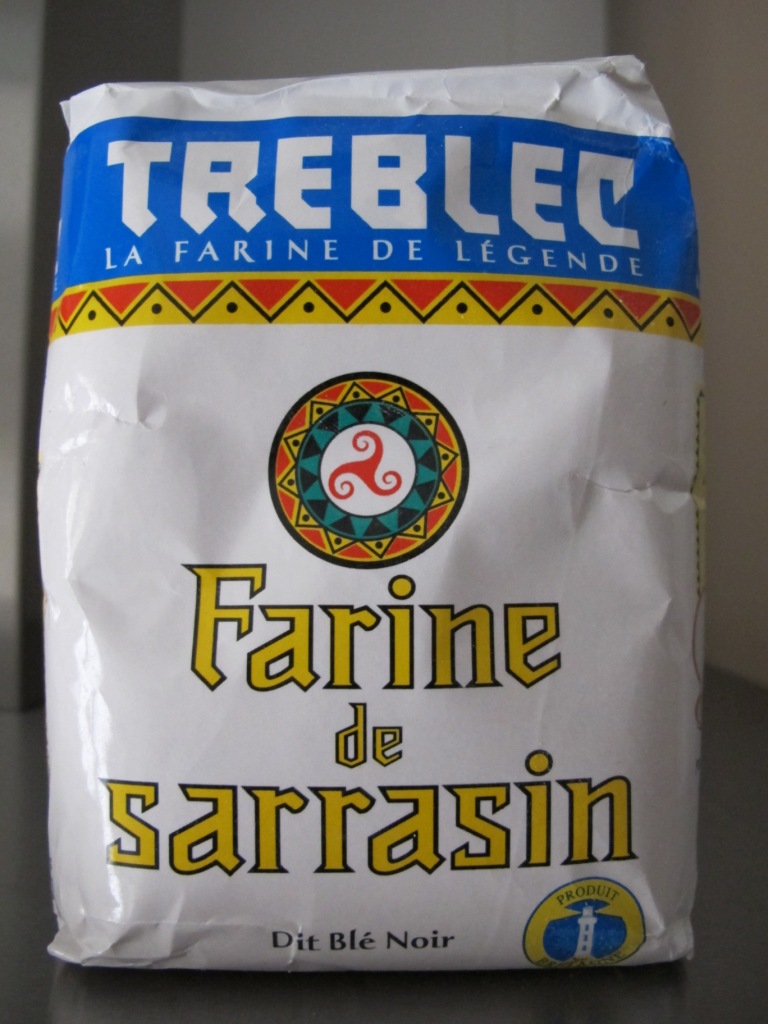 TREBLEC
LA FARINE DE LÉGENDE
Farine
de
sarrasin
Dit Blé Noir
PRODUIT